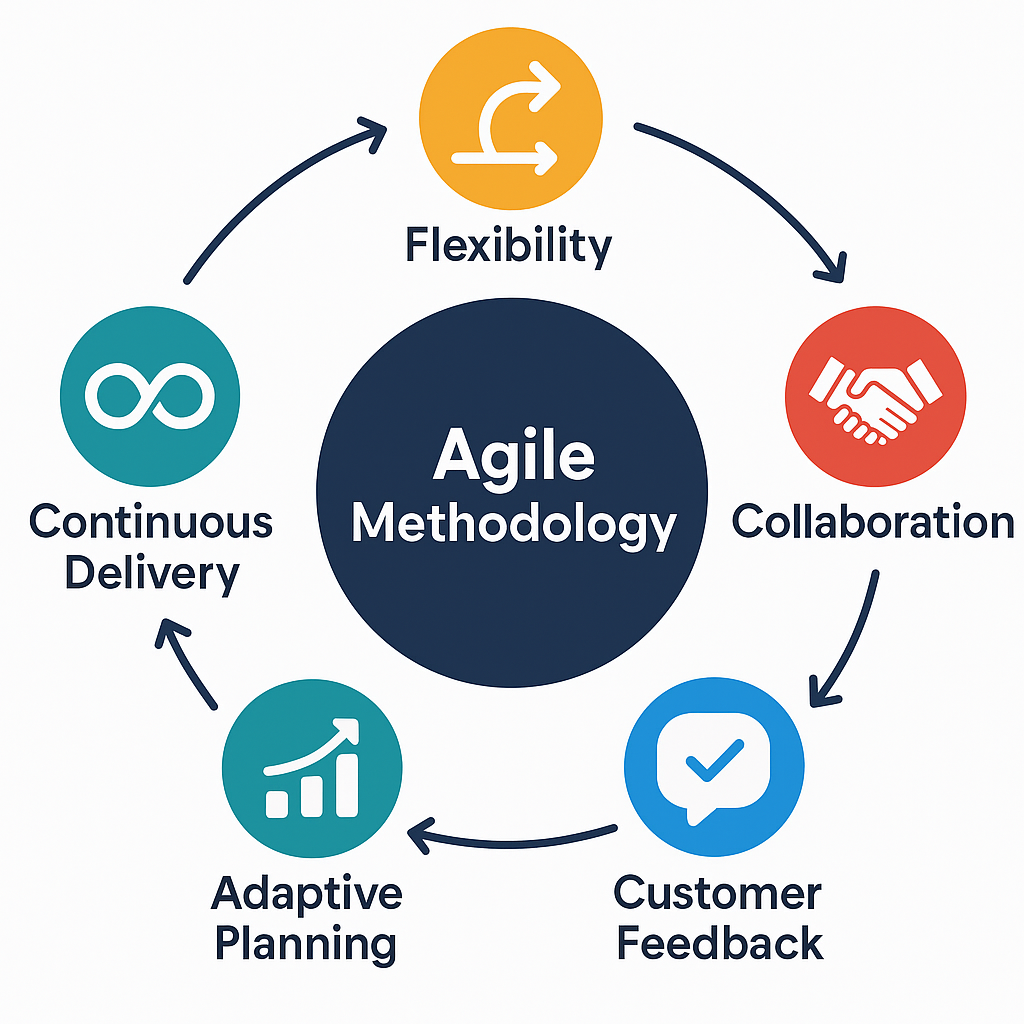 Flexibility
Collaboration
Customer
Feedback
Adaptive
Planning
Continuous
Delivery
Agile
Methodology